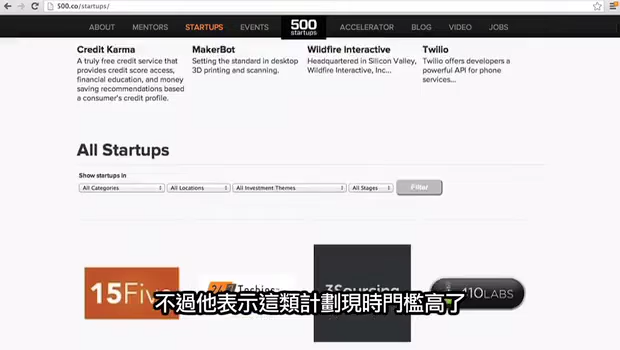 500.co/startups/
ABOUT MENTORS STARTUPS EVENTS 500 startups ACCELERATOR BLOG VIDEO JOBS
Credit Karma
A truly free credit service that
provides credit score access,
financial education, and money
saving recommendations based
a consumer's credit profile.
MakerBot
Setting the standard in desktop
3D printing and scanning.
Wildfire Interactive
Headquartered in Silicon Valley,
Wildfire Interactive, Inc...
Twilio
Twilio offers developers a
powerful API for phone
services...
All Startups
Show startups in
All Categories All Locations All Investment Themes All Stages Filter
15Five
3Sourcing
410LABS
不過他表示這類計劃現時門檻高了